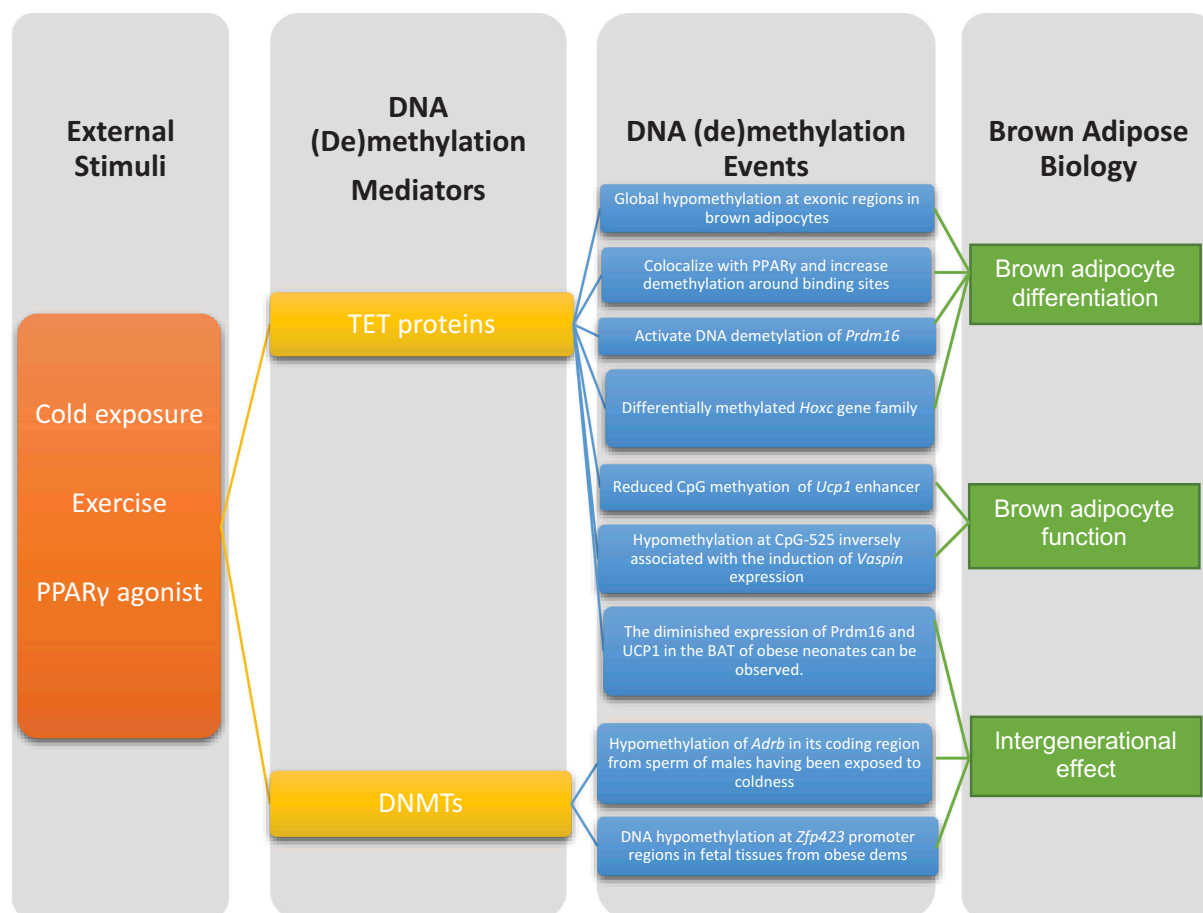 External
Stimuli
Cold exposure
Exercise
PPARγ agonist
DNA
(De)methylation
Mediators
TET proteins
DNMTs
DNA (de)methylation
Events
Global hypomethylation at exonic regions in
brown adipocytes
Colocalize with PPARγ and increase
demethylation around binding sites
Activate DNA demetylation of Prdm16
Differentially methylated Hoxc gene family
Reduced CpG methyation of Ucp1 enhancer
Hypomethylation at CpG-525 inversely
associated with the induction of Vaspin
expression
The diminished expression of Prdm16 and
UCP1 in the BAT of obese neonates can be
observed.
Hypomethylation of Adrb in its coding region
from sperm of males having been exposed to
coldness
DNA hypomethylation at Zfp423 promoter
regions in fetal tissues from obese dems
Brown Adipose
Biology
Brown adipocyte
differentiation
Brown adipocyte
function
Intergenerational
effect